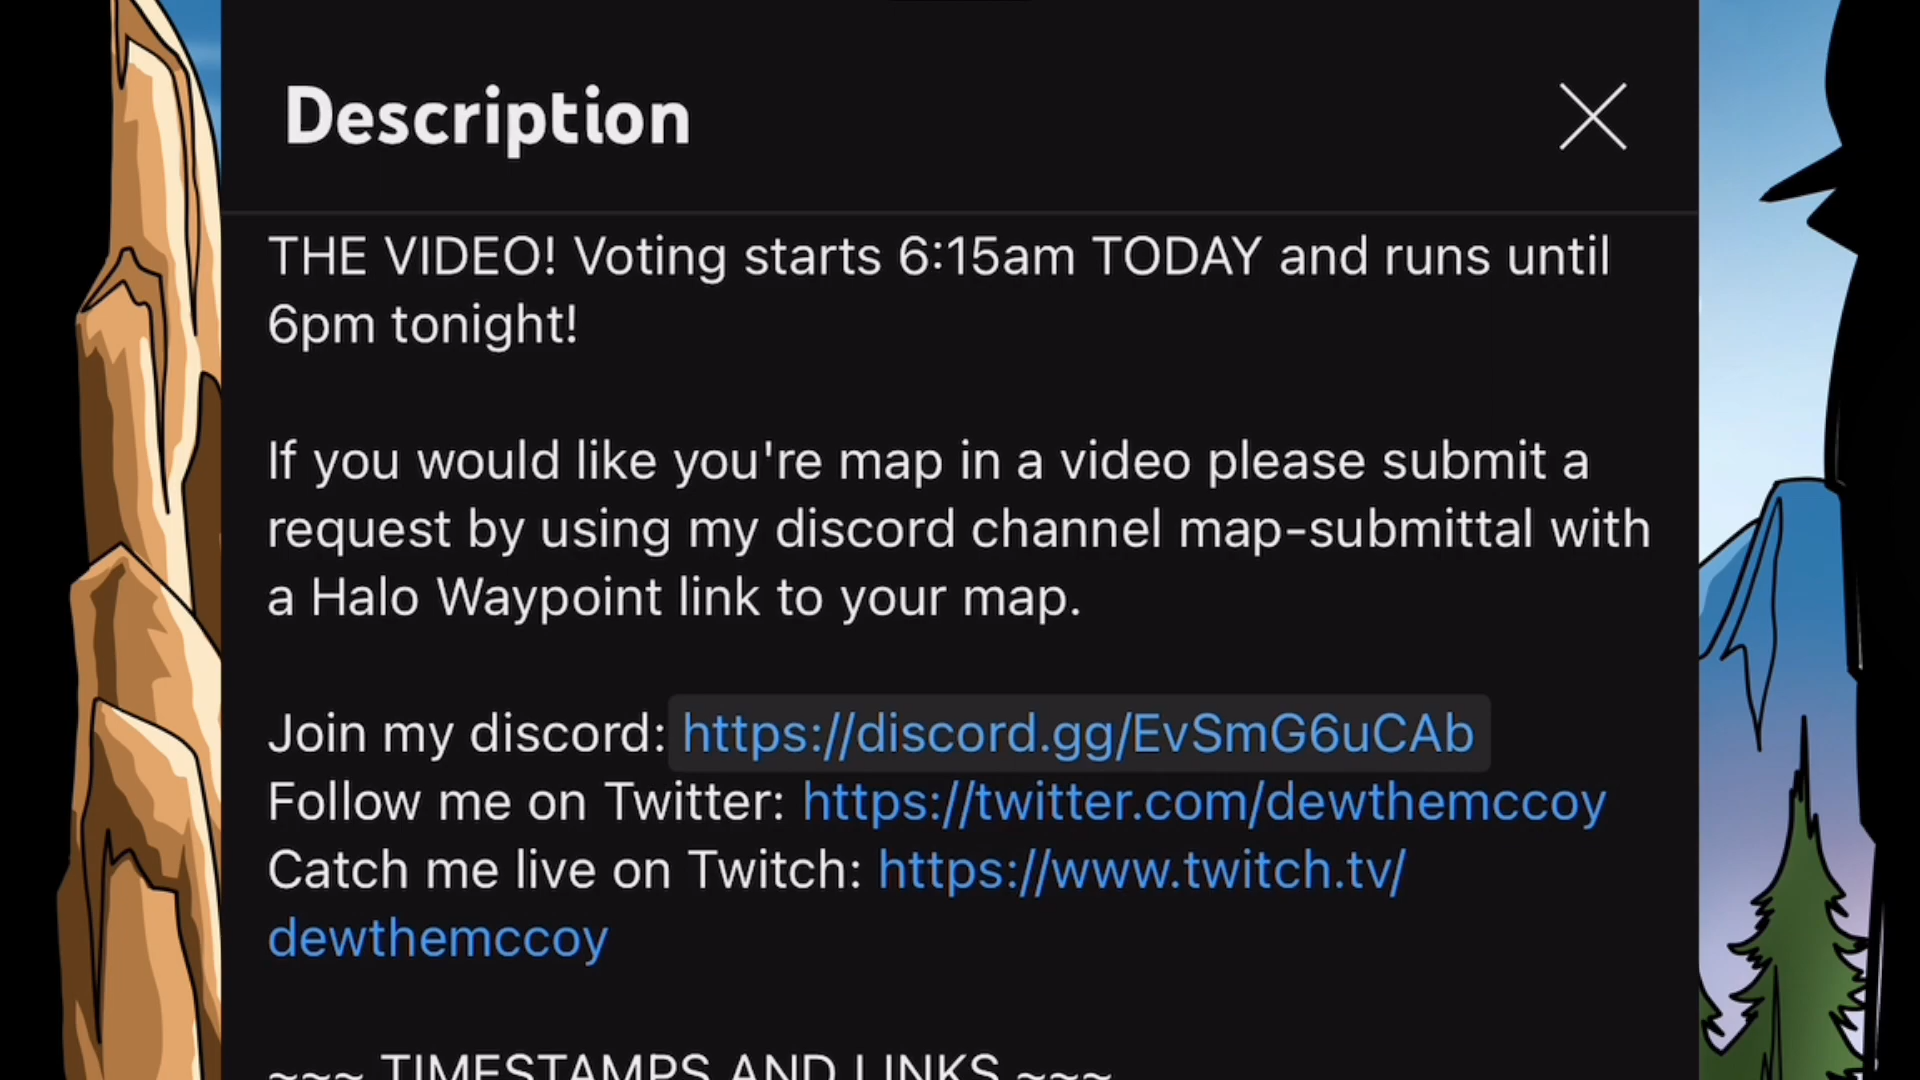 Description
THE VIDEO! Voting starts 6:15am TODAY and runs until
6pm tonight!
If you would like you're map in a video please submit a
request by using my discord channel map-submittal with
a Halo Waypoint link to your map.
Join my discord: https://discord.gg/EvSmG6uCAb
Follow me on Twitter: https://twitter.com/dewthemccoy
Catch me live on Twitch: https://www.twitch.tv/
dewthemccoy
~~~ TIMESTAMPS AND LINKS ~~~